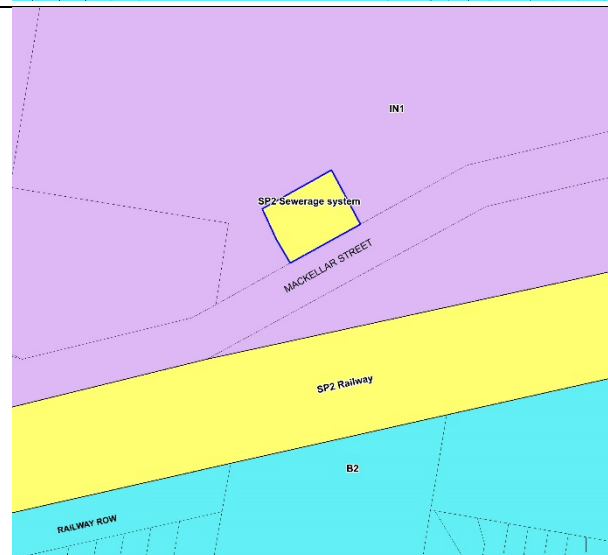 IN1
SP2 Sewerage system
MACKELLAR STREET
SP2 Railway
B2
RAILWAY ROW